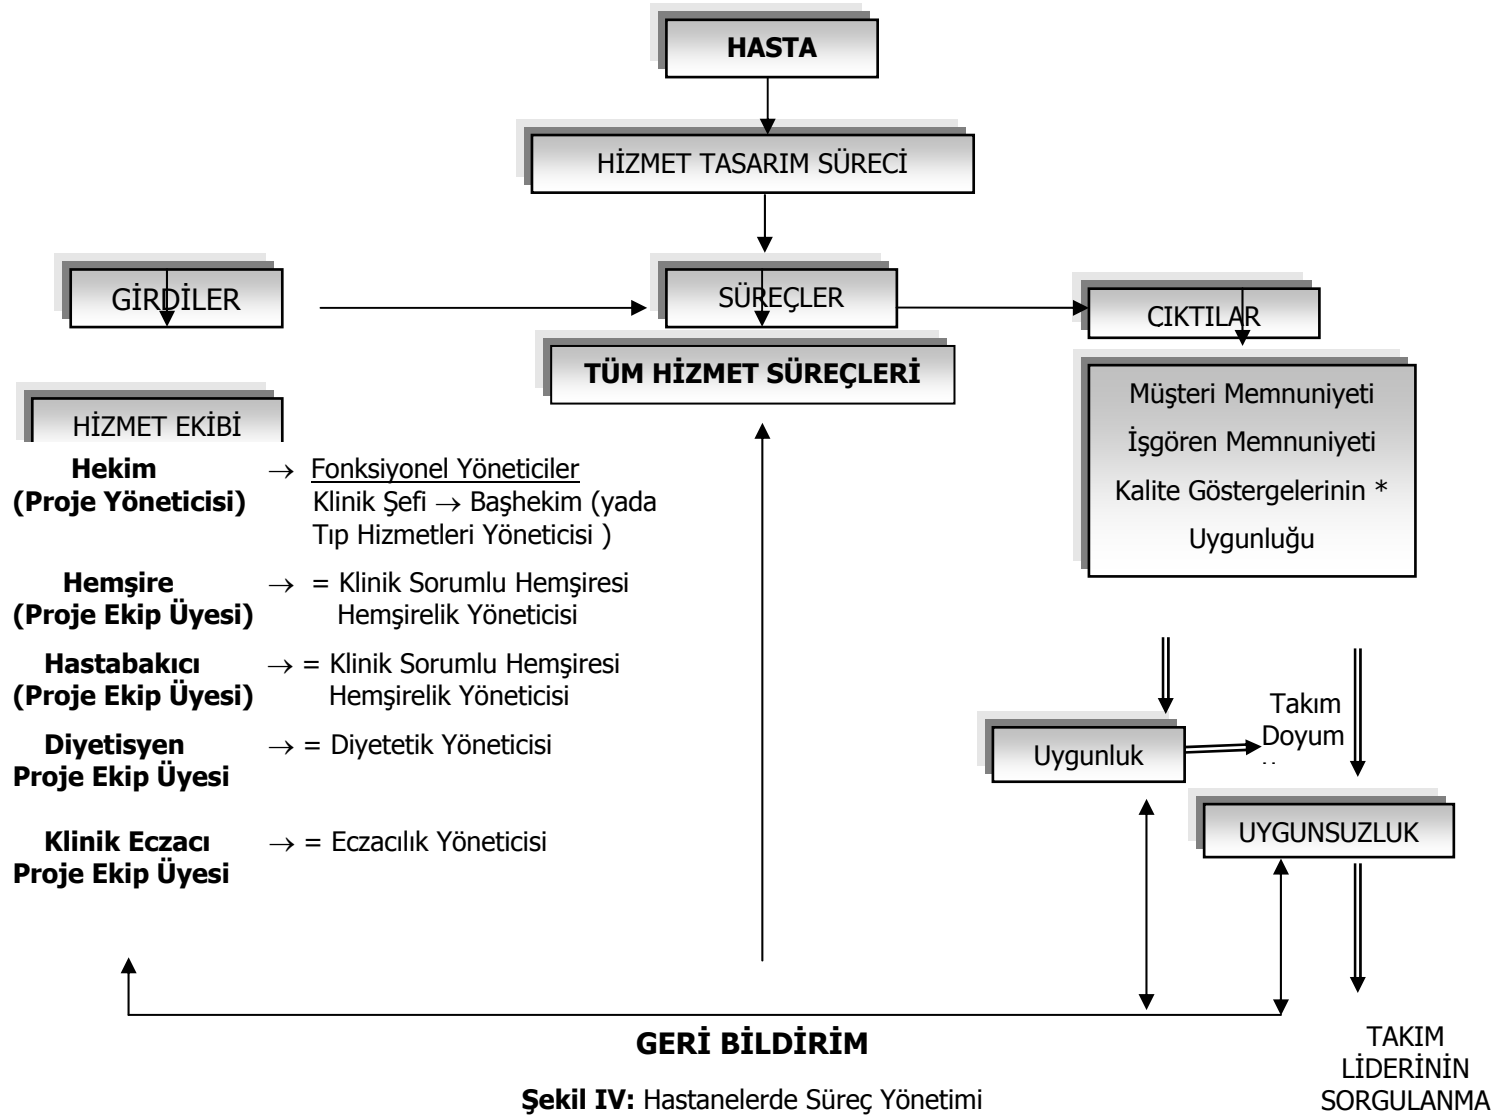 HASTA
HİZMET TASARIM SÜRECİ
GİRDİLER
SÜREÇLER
ÇIKTILAR
TÜM HİZMET SÜREÇLERİ
HİZMET EKİBİ
Müşteri Memnuniyeti
İşgören Memnuniyeti
Kalite Göstergelerinin *
Uygunluğu
Hekim → Fonksiyonel Yöneticiler
(Proje Yöneticisi) Klinik Şefi → Başhekim (yada
Tıp Hizmetleri Yöneticisi )
Hemşire → = Klinik Sorumlu Hemşiresi
(Proje Ekip Üyesi) Hemşirelik Yöneticisi
Hastabakıcı → = Klinik Sorumlu Hemşiresi
(Proje Ekip Üyesi) Hemşirelik Yöneticisi
Diyetisyen → = Diyetetik Yöneticisi
Proje Ekip Üyesi
Klinik Eczacı → = Eczacılık Yöneticisi
Proje Ekip Üyesi
Uygunluk
Takım
Doyum
UYGUNSUZLUK
GERİ BİLDİRİM
TAKIM
LİDERİNİN
SORGULANMA
Şekil IV: Hastanelerde Süreç Yönetimi